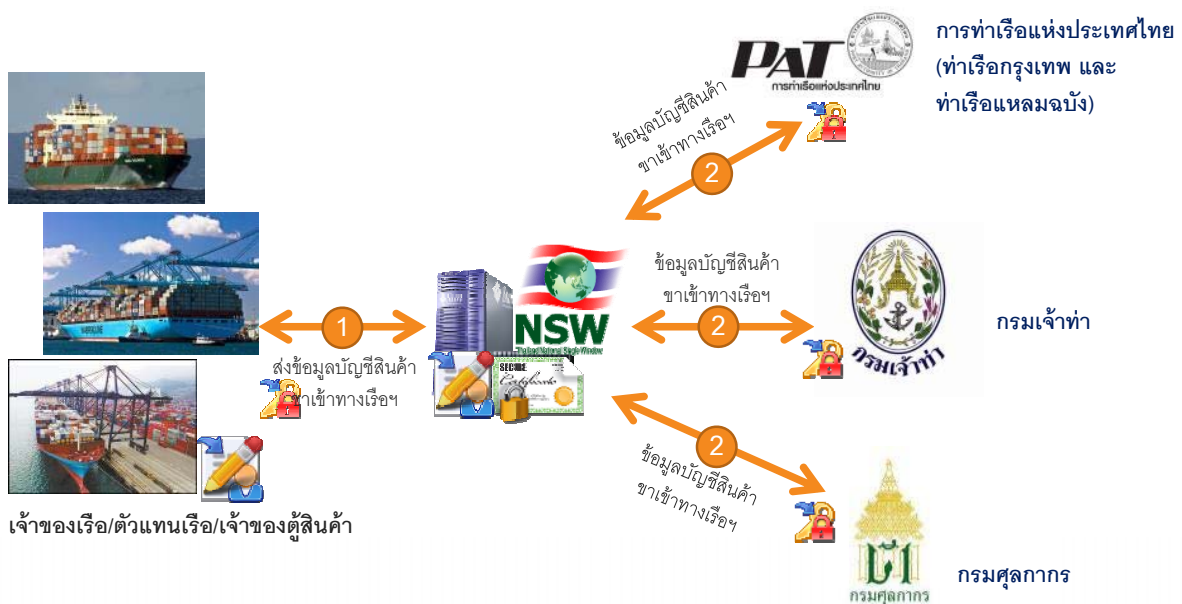 PAT
การท่าเรือแห่งประเทศไทย
การท่าเรือแห่งประเทศไทย
(ท่าเรือกรุงเทพ และ
ท่าเรือแหลมฉบัง)
ข้อมูลบัญชีสินค้า
ขาเข้าทางเรือฯ
2
1
ส่งข้อมูลบัญชีสินค้า
ขาเข้าทางเรือฯ
NSW
Thailand National Single Window
SECURE
Certificate
ข้อมูลบัญชีสินค้า
ขาเข้าทางเรือฯ
2
กรมเจ้าท่า
กรมเจ้าท่า
2
ข้อมูลบัญชีสินค้า
ขาเข้าทางเรือฯ
เจ้าของเรือ/ตัวแทนเรือ/เจ้าของตู้สินค้า
กรมศุลกากร
กรมศุลกากร